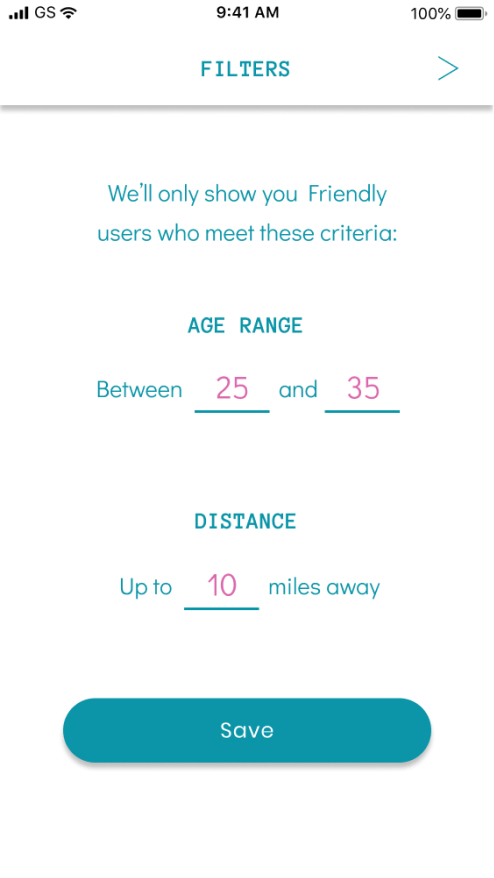 GS 9:41 AM 100%
FILTERS >
We’ll only show you Friendly
users who meet these criteria:
AGE RANGE
Between 25 and 35
DISTANCE
Up to 10 miles away
Save